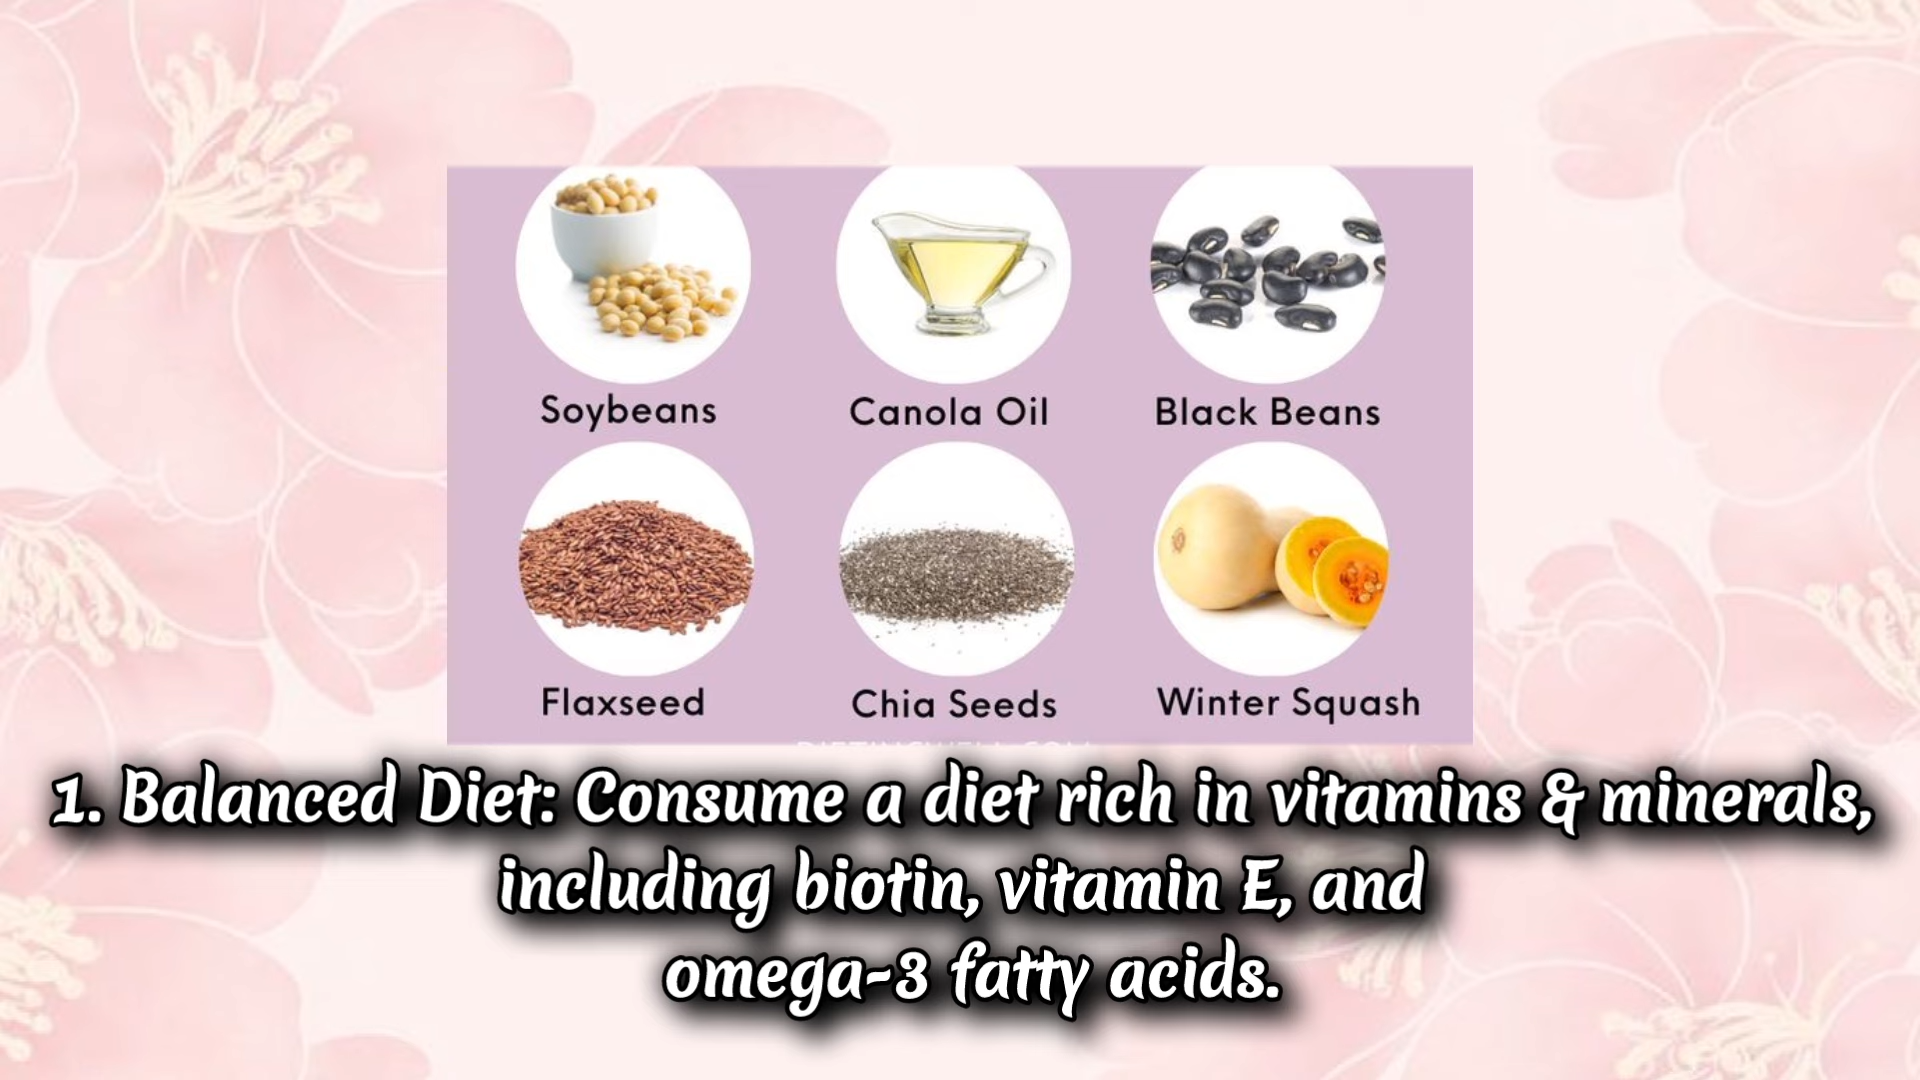 Soybeans
Canola Oil
Black Beans
Flaxseed
Chia Seeds
Winter Squash
1. Balanced Diet: Consume a diet rich in vitamins & minerals,
including biotin, vitamin E, and
omega-3 fatty acids.